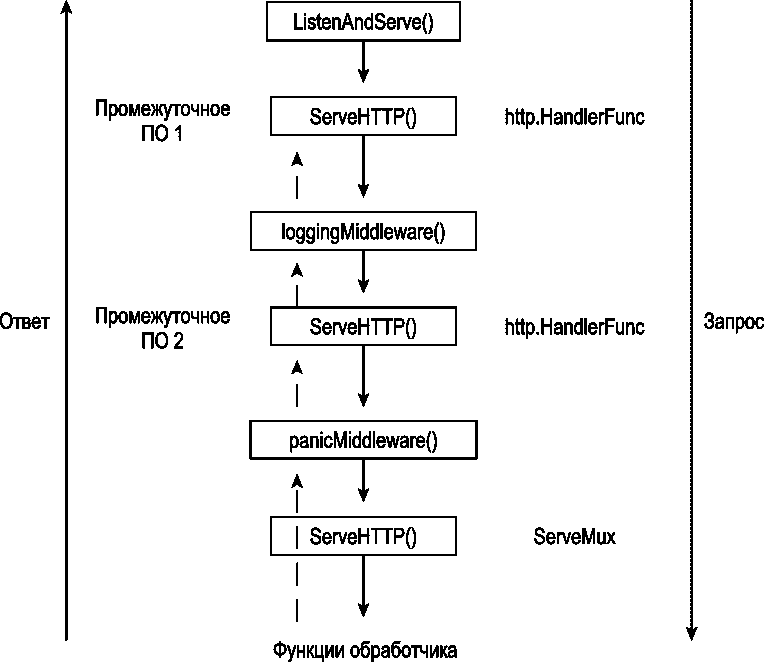 ListenAndServe()
Промежуточное
ПО 1
ServeHTTP()
http.HandlerFunc
loggingMiddleware()
Ответ
Промежуточное
ПО 2
ServeHTTP()
http.HandlerFunc
Запрос
panicMiddleware()
ServeHTTP()
ServeMux
Функции обработчика